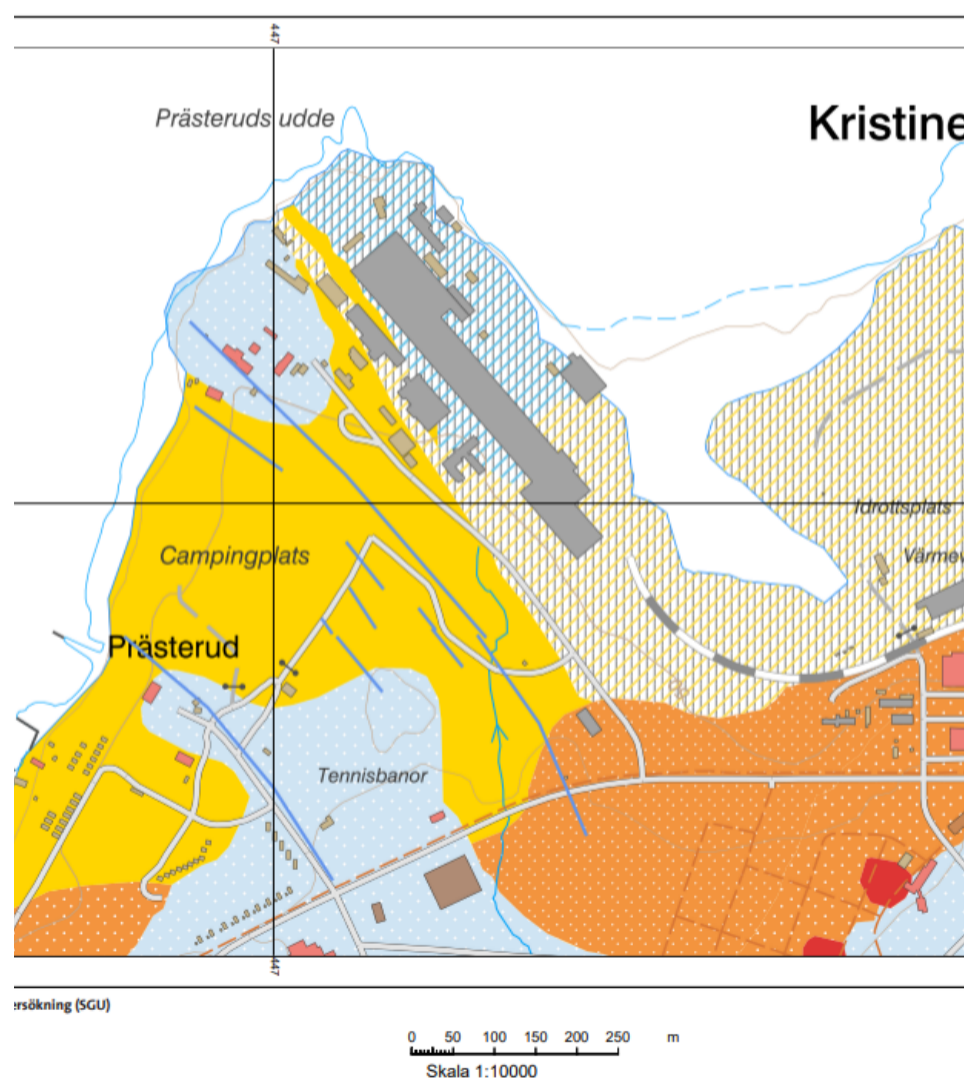 447
Prästeruds udde
Kristine
Idrottsplats
Campingplats
Värmev
Prästerud
Tennisbanor
447
ersökning (SGU)
0 50 100 150 200 250 m
Skala 1:10000